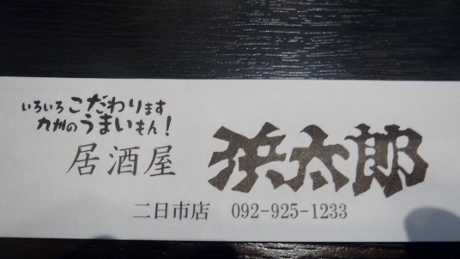 いろいろこだわります
九州のうまいもん！
居酒屋 浜太郎
二日市店 092-925-1233